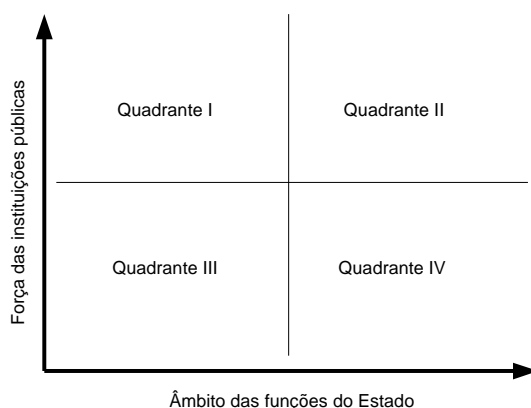 Força das instituições públicas
Quadrante I
Quadrante II
Quadrante III
Quadrante IV
Âmbito das funções do Estado